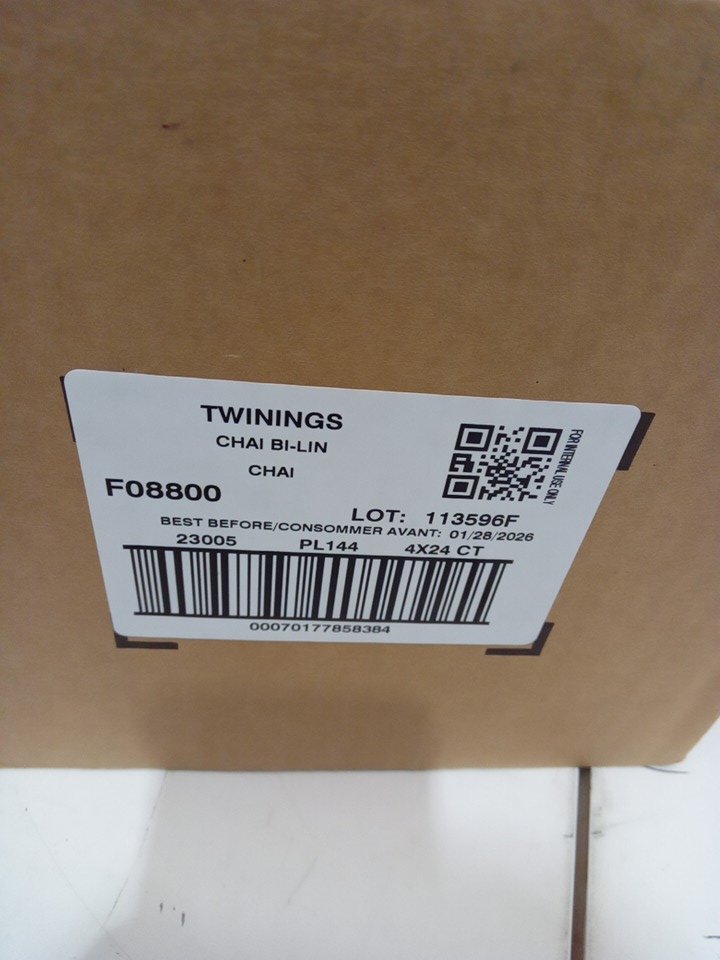 TWININGS
CHAI BI-LIN
CHAI
FOR INTERNAL USE ONLY
F08800
LOT: 113596F
BEST BEFORE/CONSOMMER AVANT: 01/28/2026
23005 PL144 4X24 CT
00070177858384